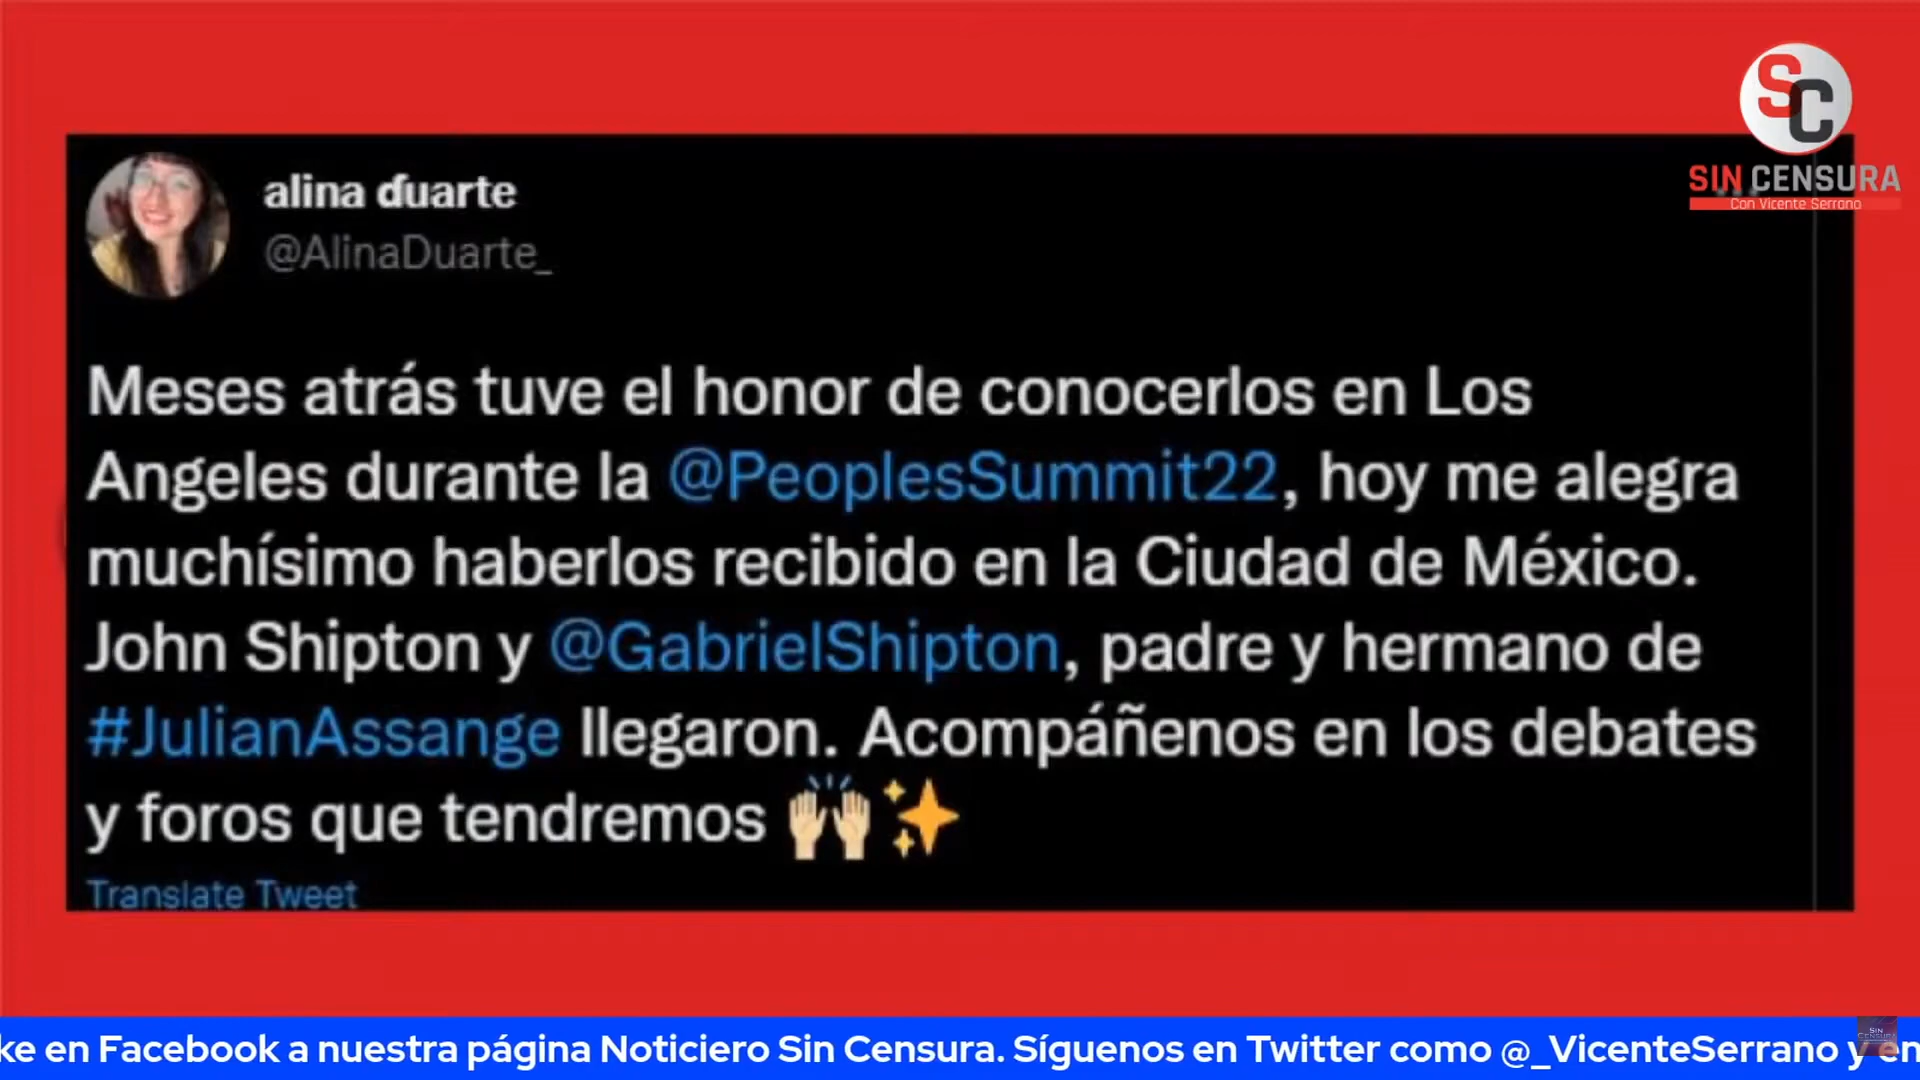 SC
SIN CENSURA
Con Vicente Serrano
alina duarte
@AlinaDuarte_
Meses atrás tuve el honor de conocerlos en Los
Angeles durante la @PeoplesSummit22, hoy me alegra
muchísimo haberlos recibido en la Ciudad de México.
John Shipton y @GabrielShipton, padre y hermano de
#JulianAssange llegaron. Acompáñenos en los debates
y foros que tendremos 🙌🏼✨
Translate Tweet
ke en Facebook a nuestra página Noticiero Sin Censura. Síguenos en Twitter como @_VicenteSerrano y en
SIN
CENSURA